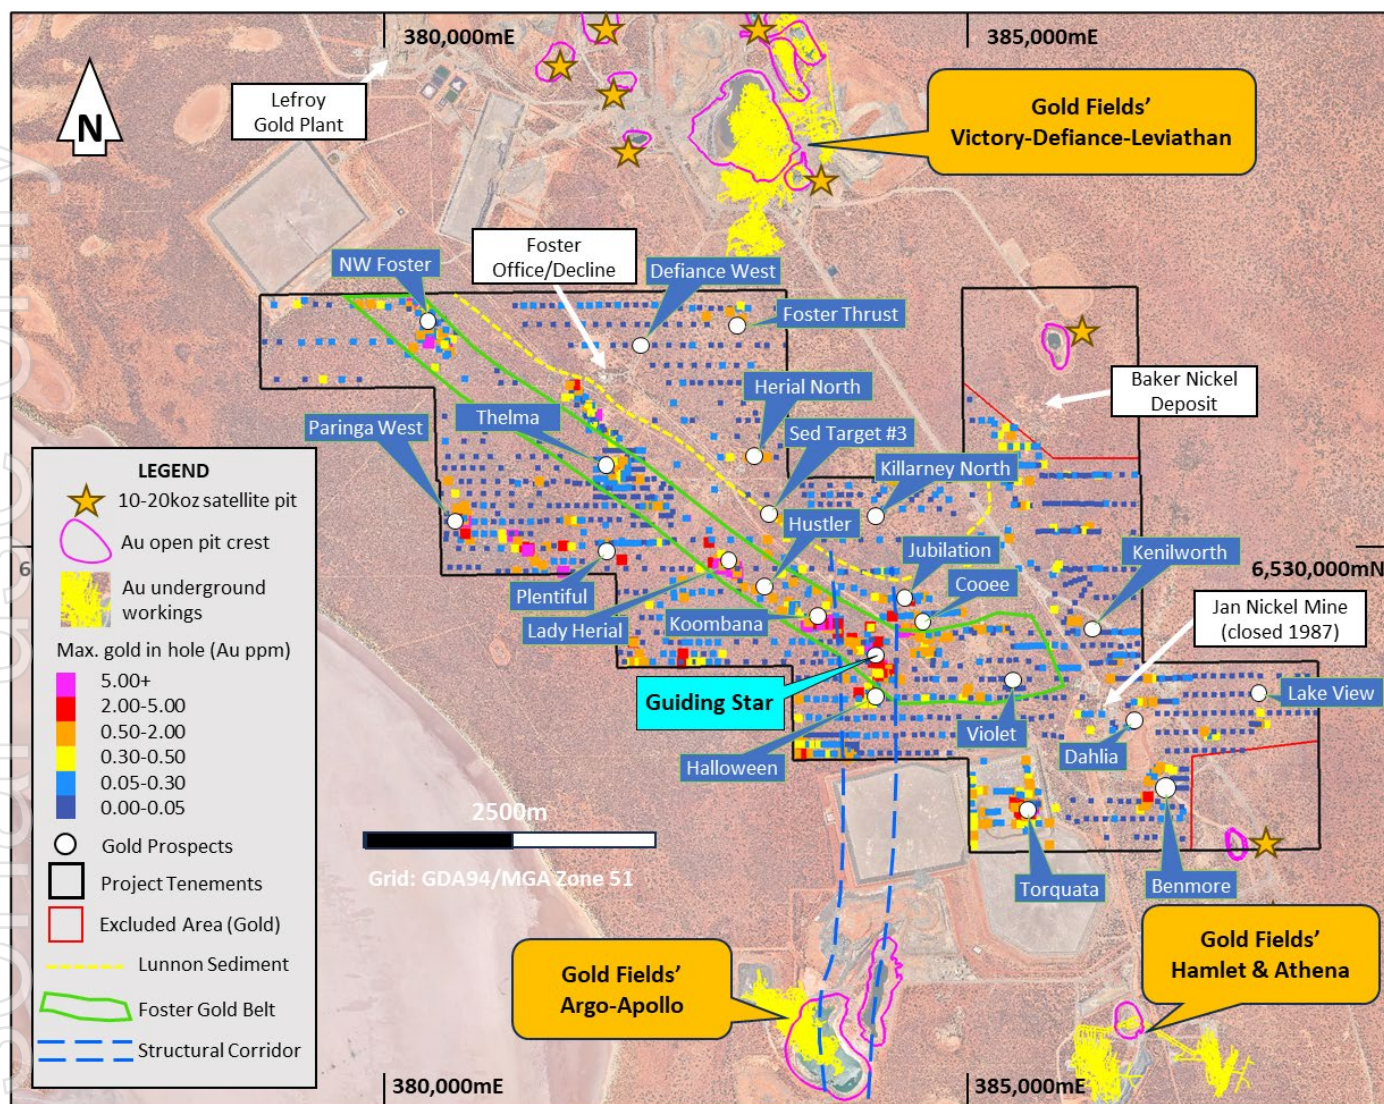 380,000mE
385,000mE
N
Lefroy
Gold Plant
Gold Fields’
Victory-Defiance-Leviathan
Foster
Office/Decline
NW Foster
Defiance West
Foster Thrust
Baker Nickel
Deposit
Herial North
Thelma
Paringa West
Sed Target #3
Killarney North
Hustler
Jubilation
Kenilworth
Cooee
6,530,000mN
6
Plentiful
Lady Herial
Koombana
Jan Nickel Mine
(closed 1987)
Guiding Star
Lake View
Violet
Dahlia
Halloween
2500m
Grid: GDA94/MGA Zone 51
Torquata
Benmore
Gold Fields’
Argo-Apollo
Gold Fields’
Hamlet & Athena
380,000mE
385,000mE
LEGEND
10-20koz satellite pit
Au open pit crest
Au underground
workings
Max. gold in hole (Au ppm)
5.00+
2.00-5.00
0.50-2.00
0.30-0.50
0.05-0.30
0.00-0.05
Gold Prospects
Project Tenements
Excluded Area (Gold)
Lunnon Sediment
Foster Gold Belt
Structural Corridor